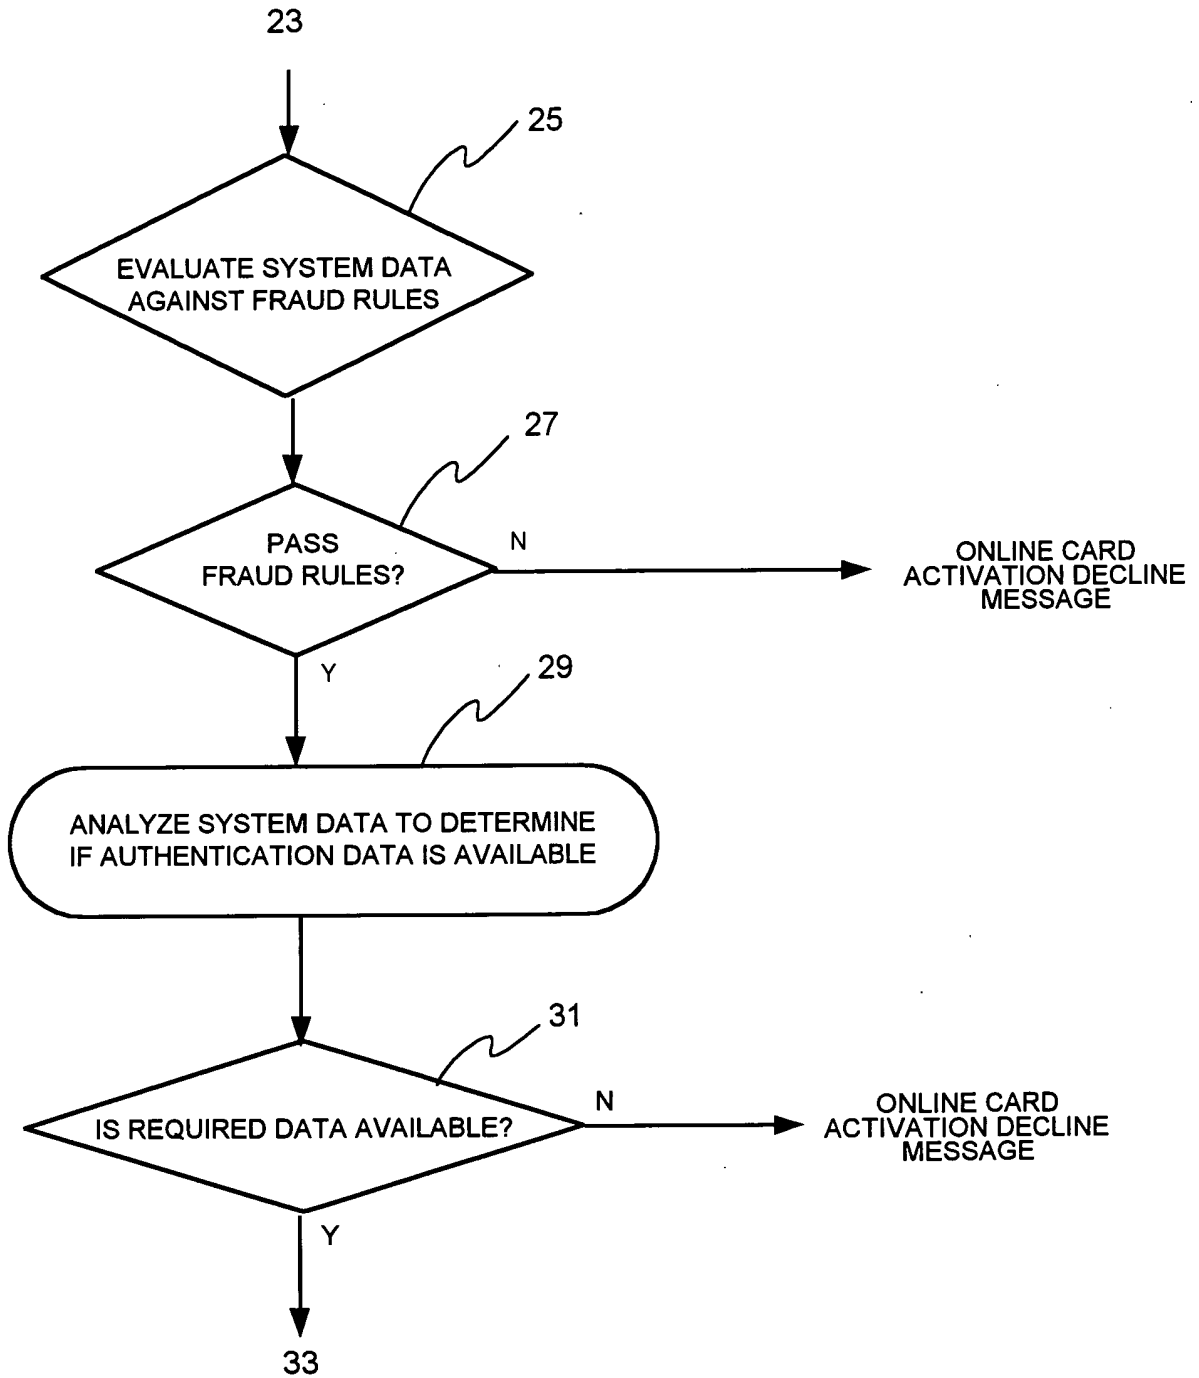 23
25
EVALUATE SYSTEM DATA
AGAINST FRAUD RULES
27
PASS
FRAUD RULES?
N
ONLINE CARD
ACTIVATION DECLINE
MESSAGE
Y
29
ANALYZE SYSTEM DATA TO DETERMINE
IF AUTHENTICATION DATA IS AVAILABLE
31
IS REQUIRED DATA AVAILABLE?
N
ONLINE CARD
ACTIVATION DECLINE
MESSAGE
Y
33